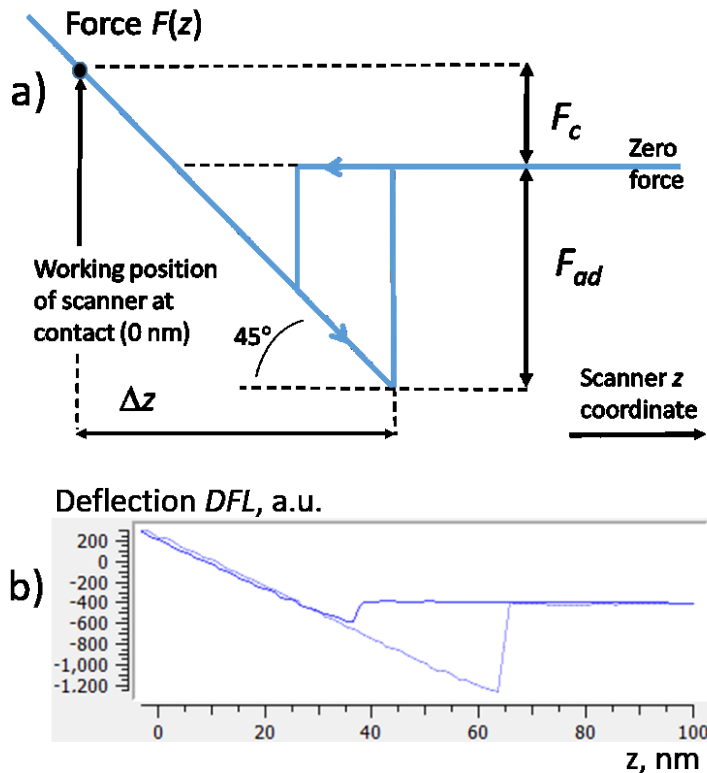 Force F(z)
a)
F_c
Zero
force
Working position
of scanner at
contact (0 nm)
F_ad
45°
Δz
Scanner z
coordinate
Deflection DFL, a.u.
b)
200
0
-200
-400
-600
-800
-1,000
-1.200
0 20 40 60 80 100
z, nm